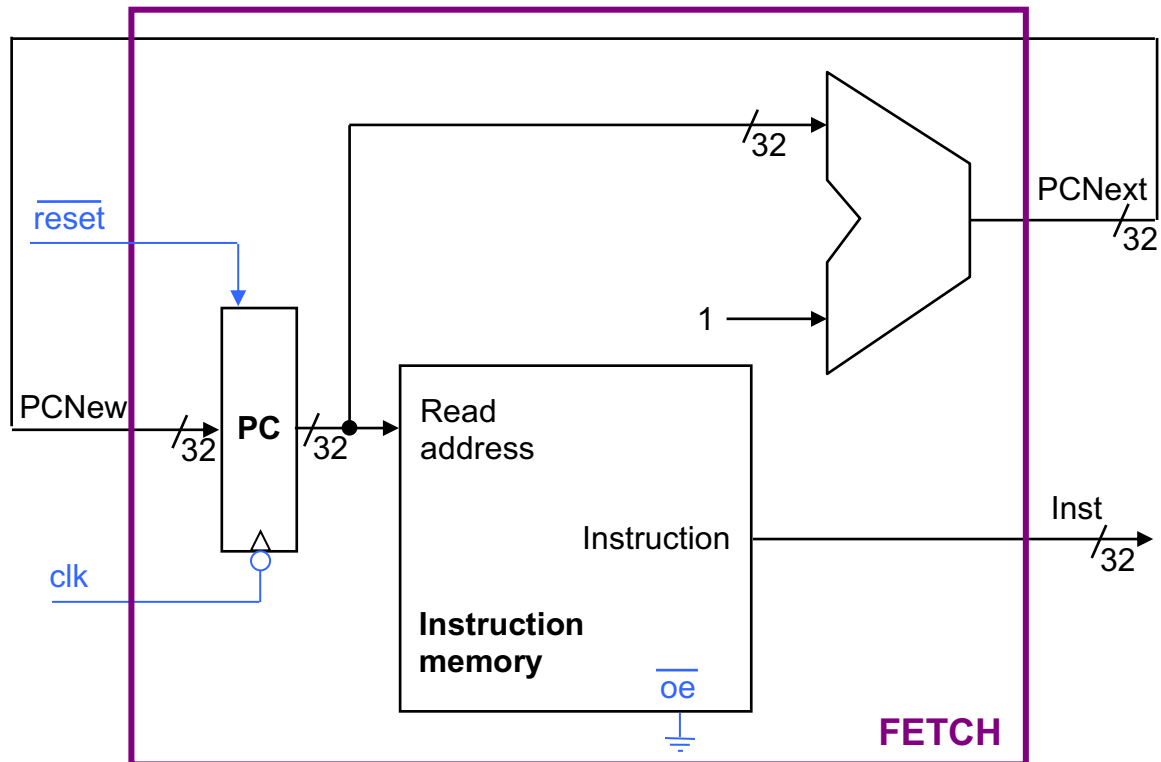 32
PCNext
32
reset
1
PCNew
32
PC
32
Read
address
Inst
32
Instruction
clk
Instruction
memory
oe
FETCH